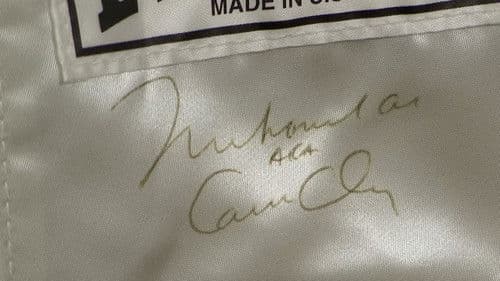 MADE IN U.S
Muhammad Ali
AKA
Cassius Clay